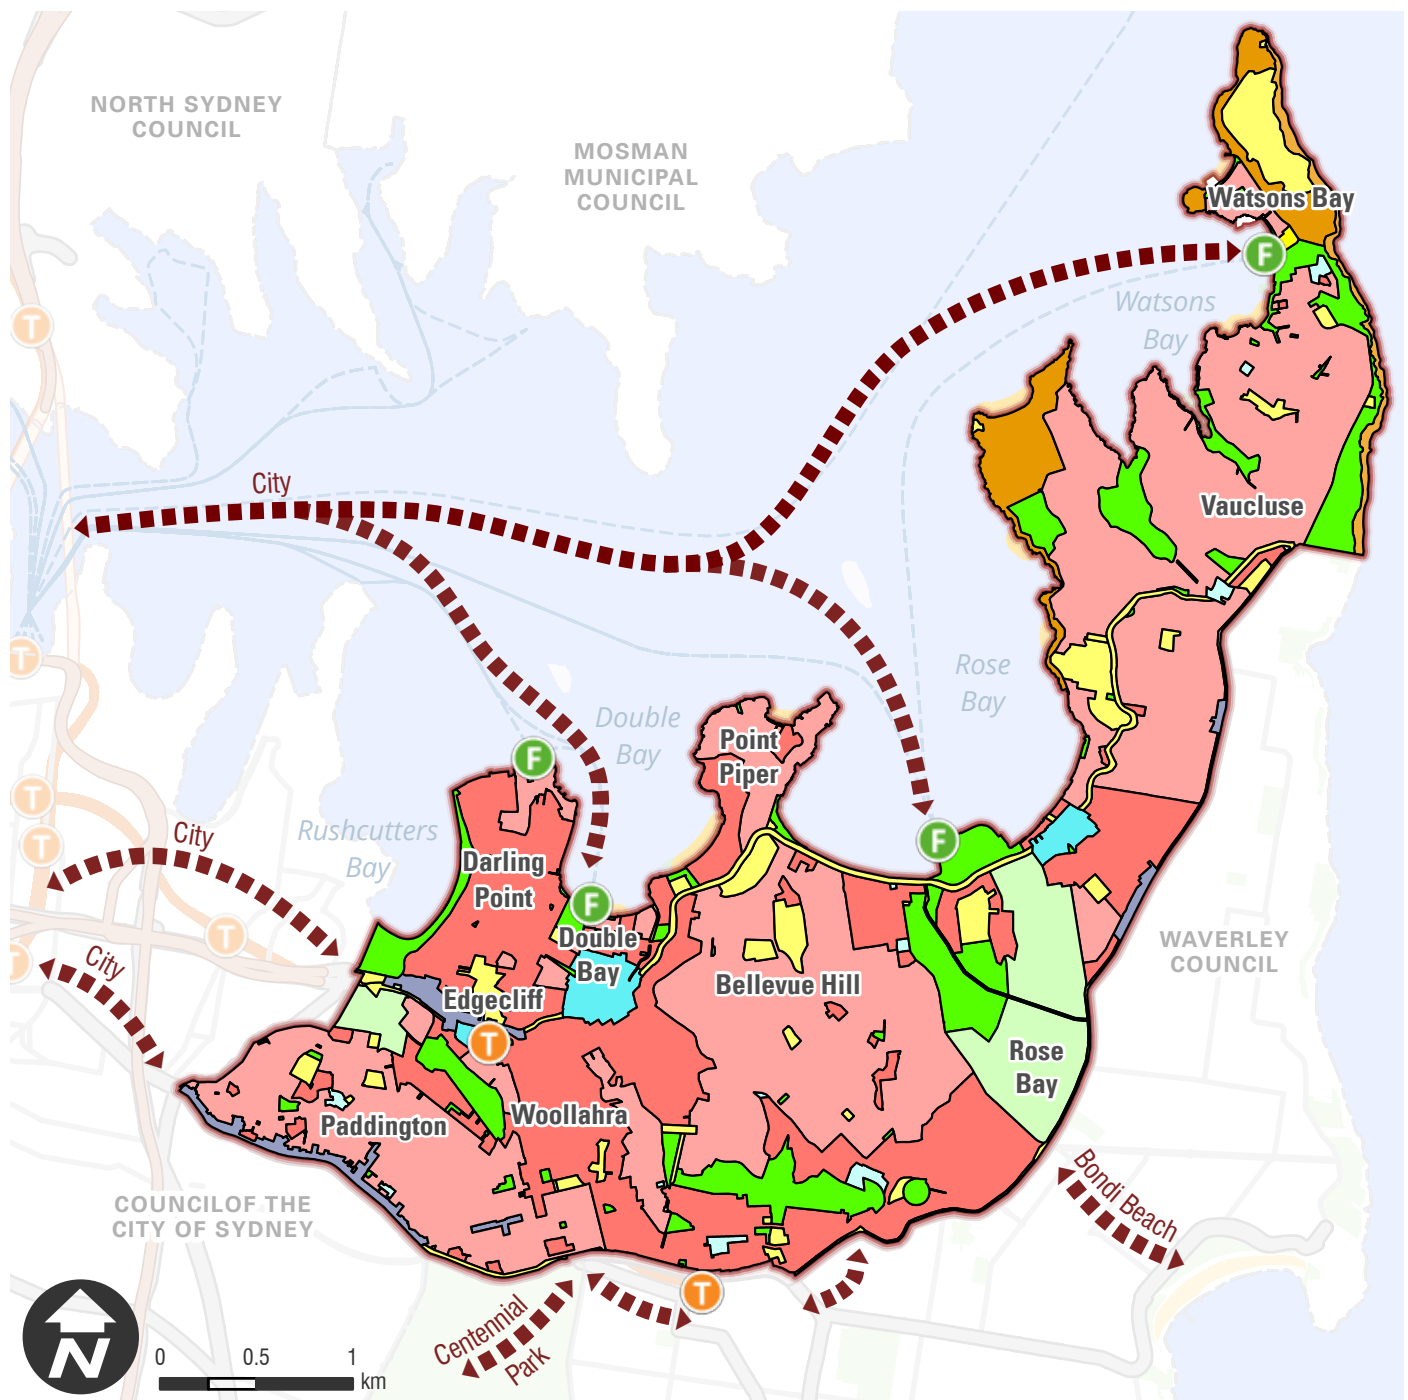 NORTH SYDNEY
COUNCIL
MOSMAN
MUNICIPAL
COUNCIL
Watsons Bay
F
Watsons
Bay
T
City
Vaucluse
T
Rose
Bay
Double
Bay
Point
Piper
F
T
City
Rushcutters
Bay
T
F
Darling
Point
F
Double
Bay
T
T
City
WAVERLEY
COUNCIL
Bellevue Hill
Edgecliff
T
Rose
Bay
Paddington
Woollahra
Bondi Beach
COUNCILOF THE
CITY OF SYDNEY
T
Centennial
Park
N
0 0.5 1
km